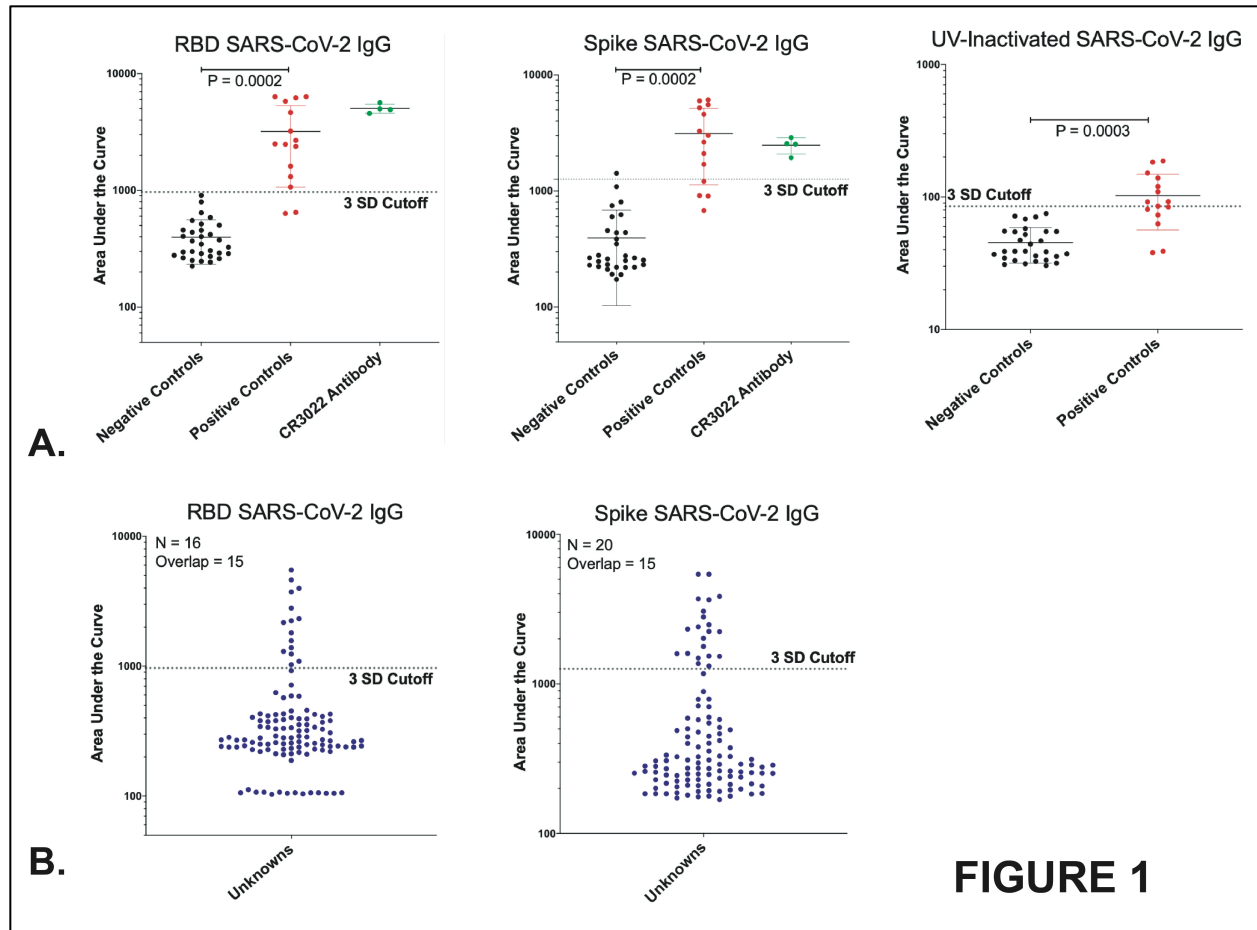 RBD SARS-CoV-2 IgG
P = 0.0002
10000
1000
100
Area Under the Curve
3 SD Cutoff
Negative Controls
Positive Controls
CR3022 Antibody
Spike SARS-CoV-2 IgG
P = 0.0002
10000
1000
100
Area Under the Curve
3 SD Cutoff
Negative Controls
Positive Controls
CR3022 Antibody
UV-Inactivated SARS-CoV-2 IgG
P = 0.0003
1000
100
10
Area Under the Curve
3 SD Cutoff
Negative Controls
Positive Controls
A.
RBD SARS-CoV-2 IgG
N = 16
Overlap = 15
10000
1000
100
Area Under the Curve
3 SD Cutoff
Unknowns
Spike SARS-CoV-2 IgG
N = 20
Overlap = 15
10000
1000
100
Area Under the Curve
3 SD Cutoff
Unknowns
B.
FIGURE 1